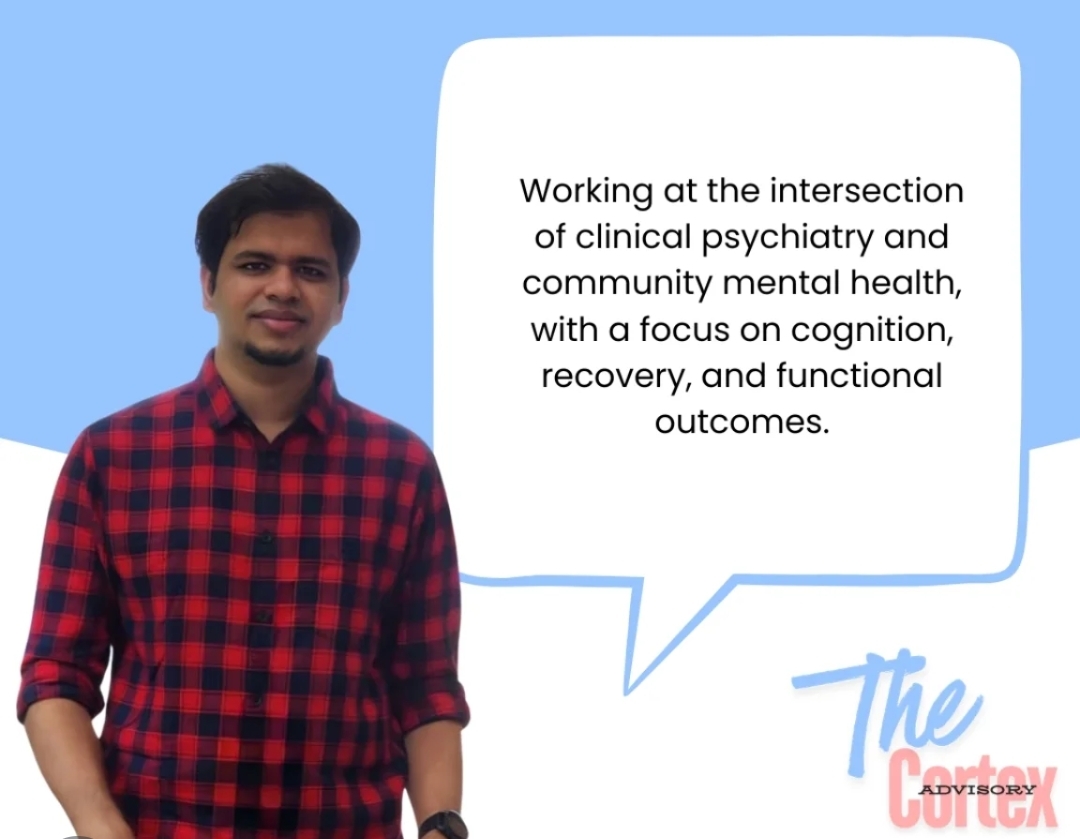 Working at the intersection
of clinical psychiatry and
community mental health,
with a focus on cognition,
recovery, and functional
outcomes.
The
Cortex
ADVISORY